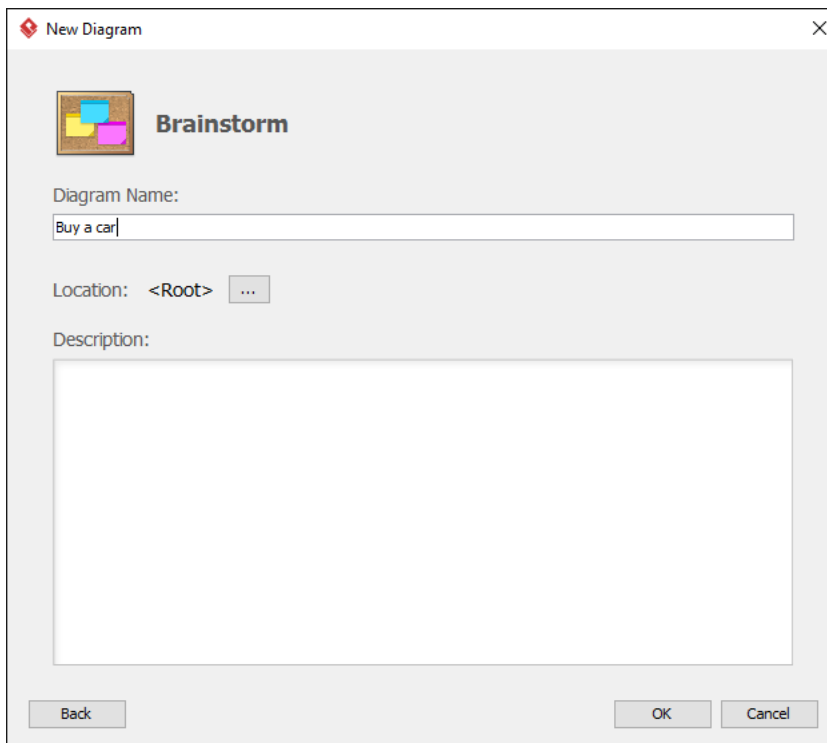 New Diagram
Brainstorm
Diagram Name:
Buy a car
Location: <Root> ...
Description:
Back OK Cancel